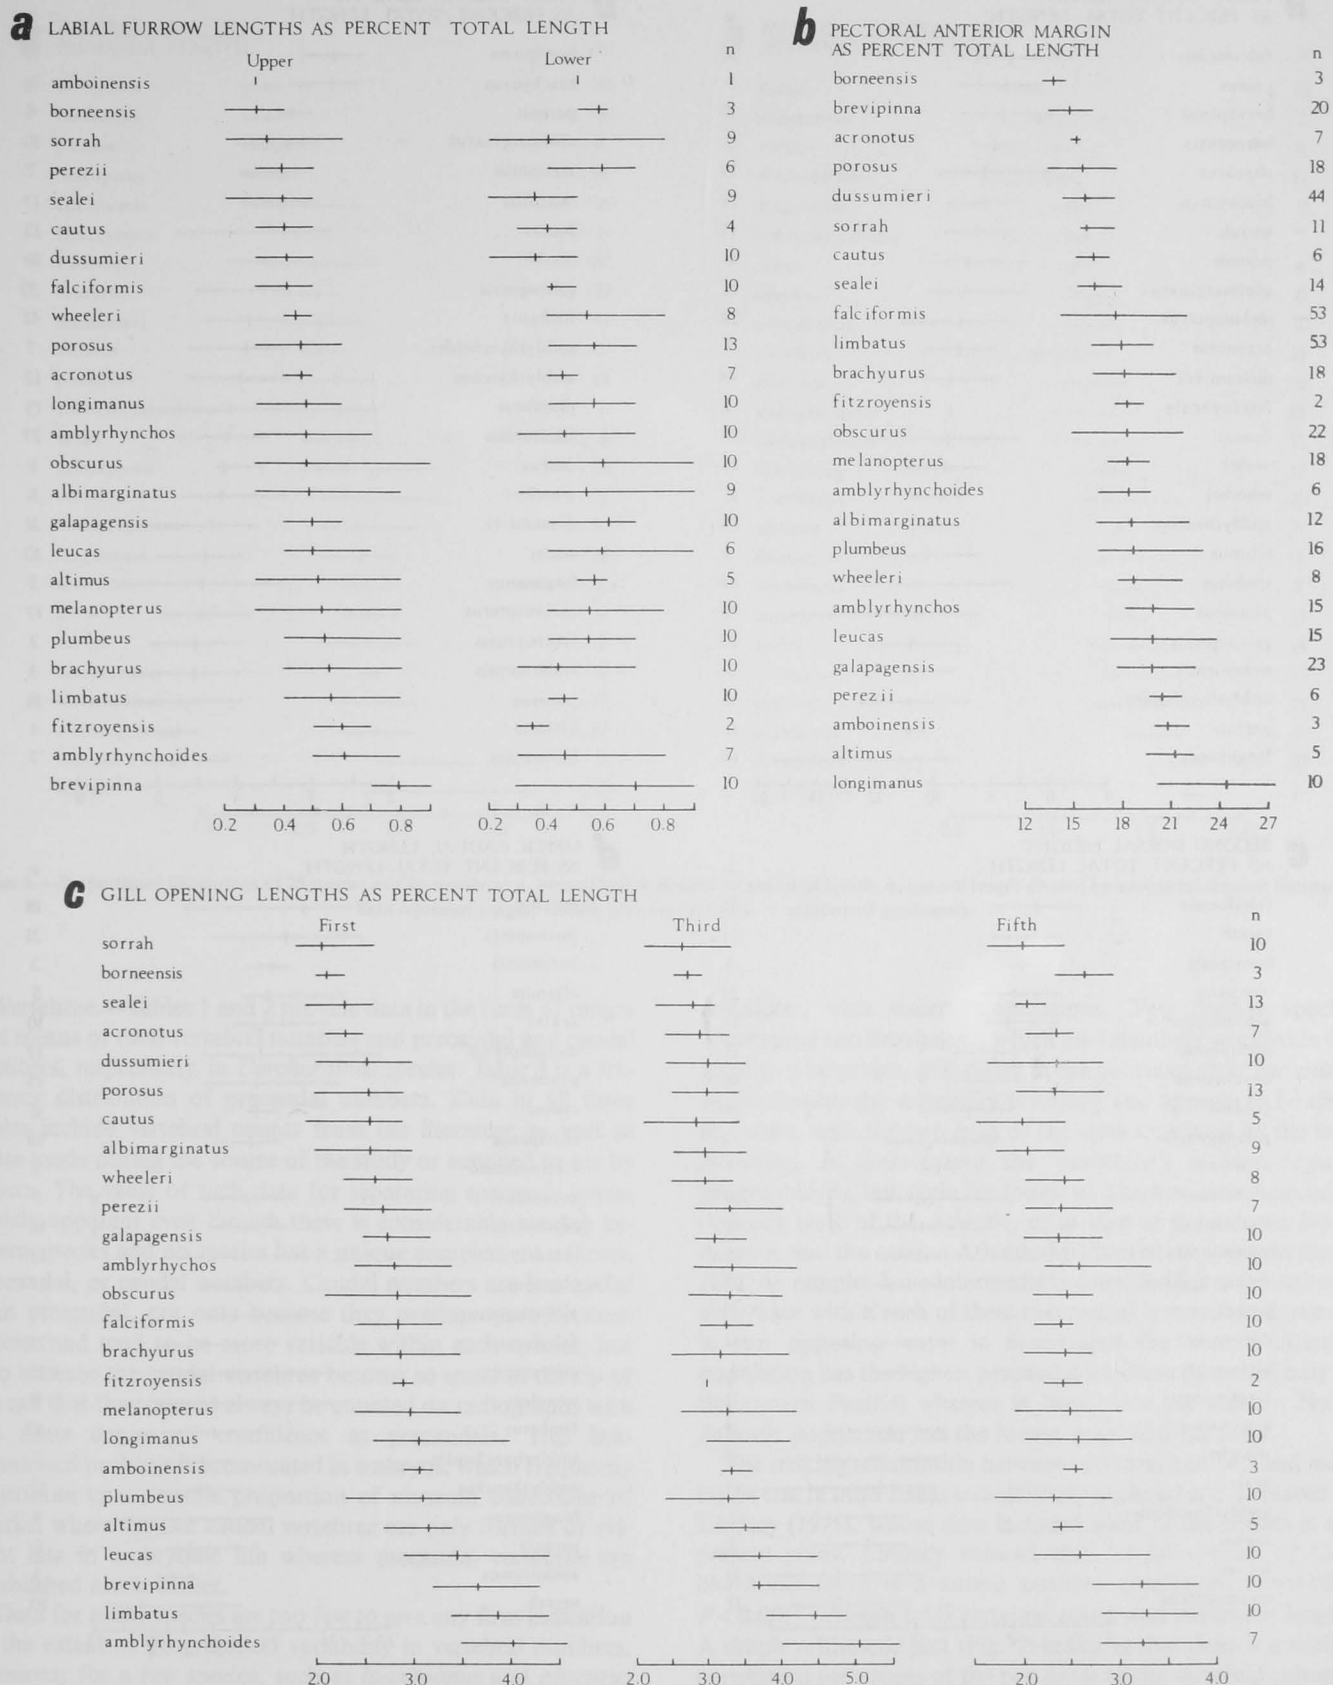 a LABIAL FURROW LENGTHS AS PERCENT TOTAL LENGTH
Upper Lower n
amboinensis 1
borneensis 3
sorrah 9
perezii 6
sealei 9
cautus 4
dussumieri 10
falciformis 10
wheeleri 8
porosus 13
acronotus 7
longimanus 10
amblyrhynchos 10
obscurus 10
albimarginatus 9
galapagensis 10
leucas 6
altimus 5
melanopterus 10
plumbeus 10
brachyurus 10
limbatus 10
fitzroyensis 2
amblyrhynchoides 7
brevipinna 10
0.2 0.4 0.6 0.8 0.2 0.4 0.6 0.8
b PECTORAL ANTERIOR MARGIN
AS PERCENT TOTAL LENGTH
n
borneensis 3
brevipinna 20
acronotus 7
porosus 18
dussumieri 44
sorrah 11
cautus 6
sealei 14
falciformis 53
limbatus 53
brachyurus 18
fitzroyensis 2
obscurus 22
melanopterus 18
amblyrhynchoides 6
albimarginatus 12
plumbeus 16
wheeleri 8
amblyrhynchos 15
leucas 15
galapagensis 23
perezii 6
amboinensis 3
altimus 5
longimanus 10
12 15 18 21 24 27
c GILL OPENING LENGTHS AS PERCENT TOTAL LENGTH
First Third Fifth n
sorrah 10
borneensis 3
sealei 13
acronotus 7
dussumieri 10
porosus 13
cautus 5
albimarginatus 9
wheeleri 8
perezii 7
galapagensis 10
amblyrhychos 10
obscurus 10
falciformis 10
brachyurus 10
fitzroyensis 2
melanopterus 10
longimanus 10
amboinensis 3
plumbeus 10
altimus 5
leucas 10
brevipinna 10
limbatus 10
amblyrhynchoides 7
2.0 3.0 4.0 2.0 3.0 4.0 5.0 2.0 3.0 4.0